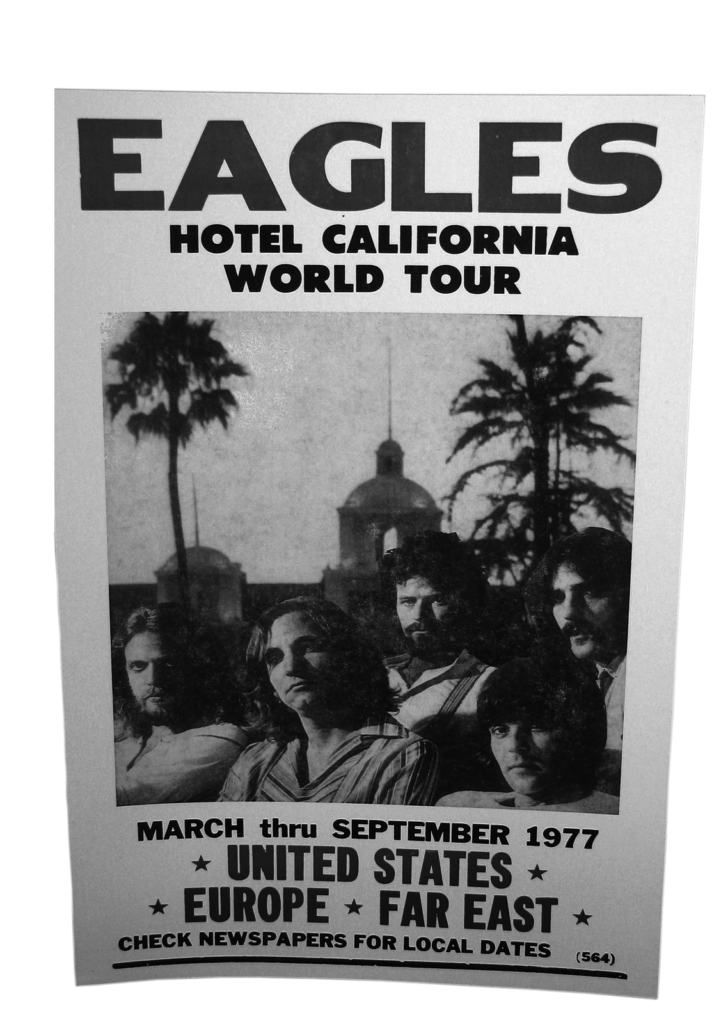 EAGLES
HOTEL CALIFORNIA
WORLD TOUR
MARCH thru SEPTEMBER 1977
★ UNITED STATES ★
★ EUROPE ★ FAR EAST ★
CHECK NEWSPAPERS FOR LOCAL DATES (564)